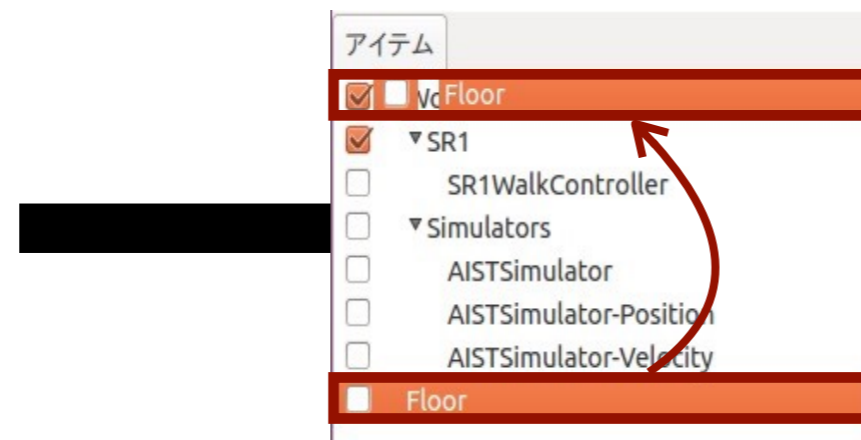 アイテム
Floor
SR1
SR1WalkController
Simulators
AISTSimulator
AISTSimulator-Position
AISTSimulator-Velocity
Floor